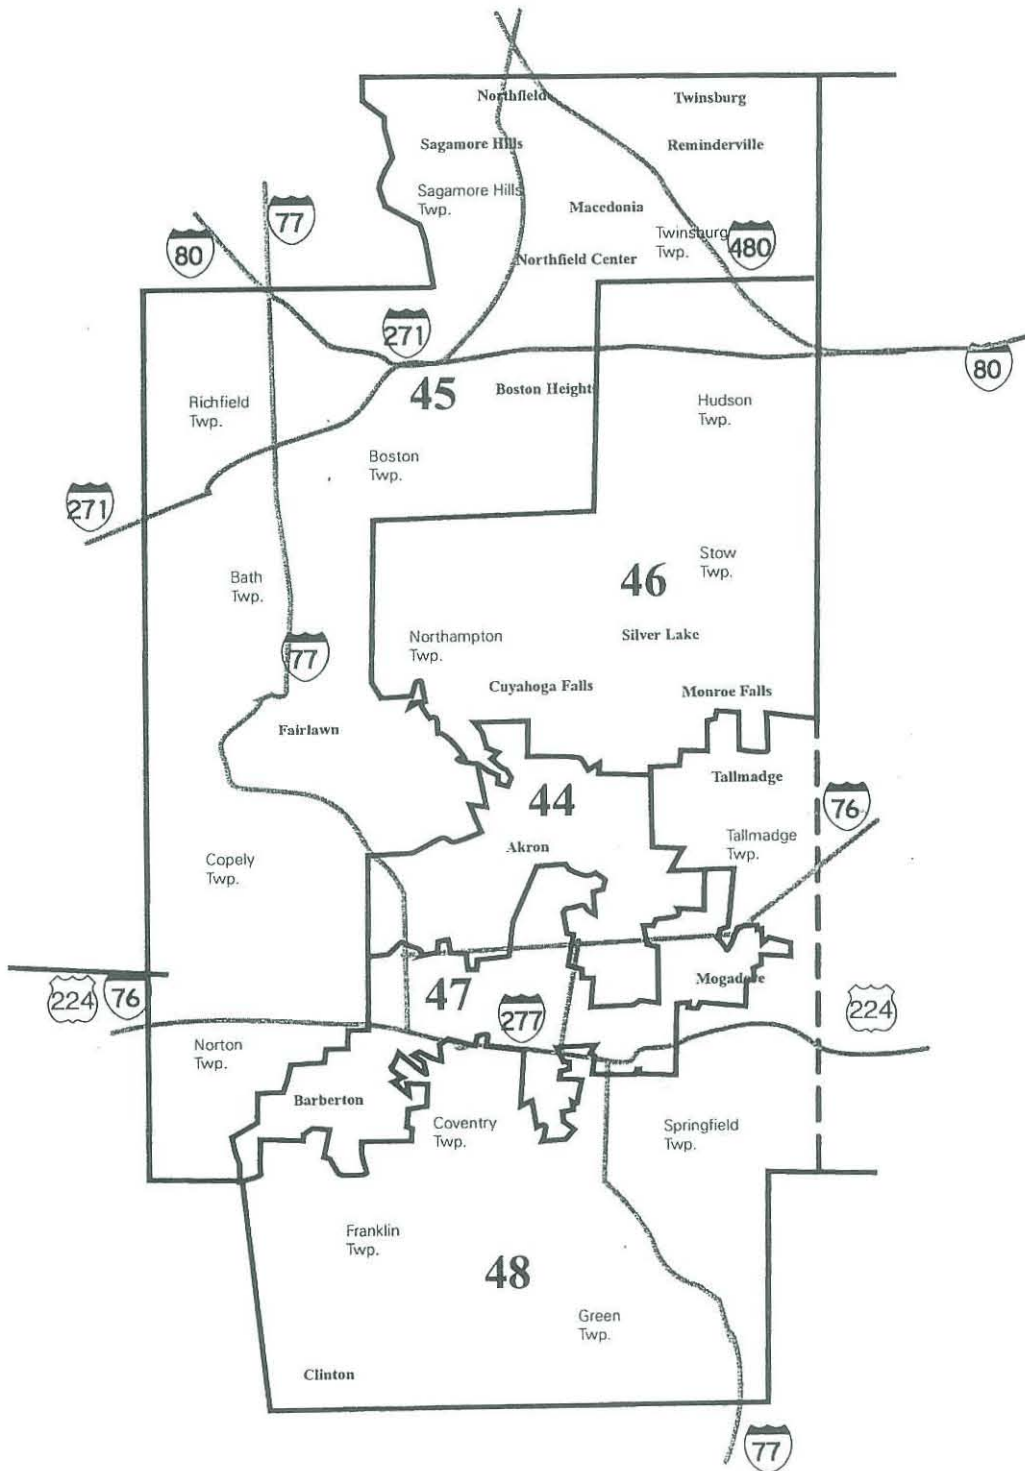 Northfield
Twinsburg
Sagamore Hills
Reminderville
Sagamore Hills
Twp.
77
Macedonia
80
Twinsburg
Twp.
480
Northfield Center
271
80
45
Boston Heights
Richfield
Twp.
Hudson
Twp.
Boston
Twp.
271
Stow
Twp.
46
Bath
Twp.
Northampton
Twp.
Silver Lake
77
Cuyahoga Falls
Monroe Falls
Fairlawn
Tallmadge
44
76
Akron
Tallmadge
Twp.
Copely
Twp.
Mogadore
224
76
47
277
224
Norton
Twp.
Barberton
Coventry
Twp.
Springfield
Twp.
Franklin
Twp.
48
Green
Twp.
Clinton
77